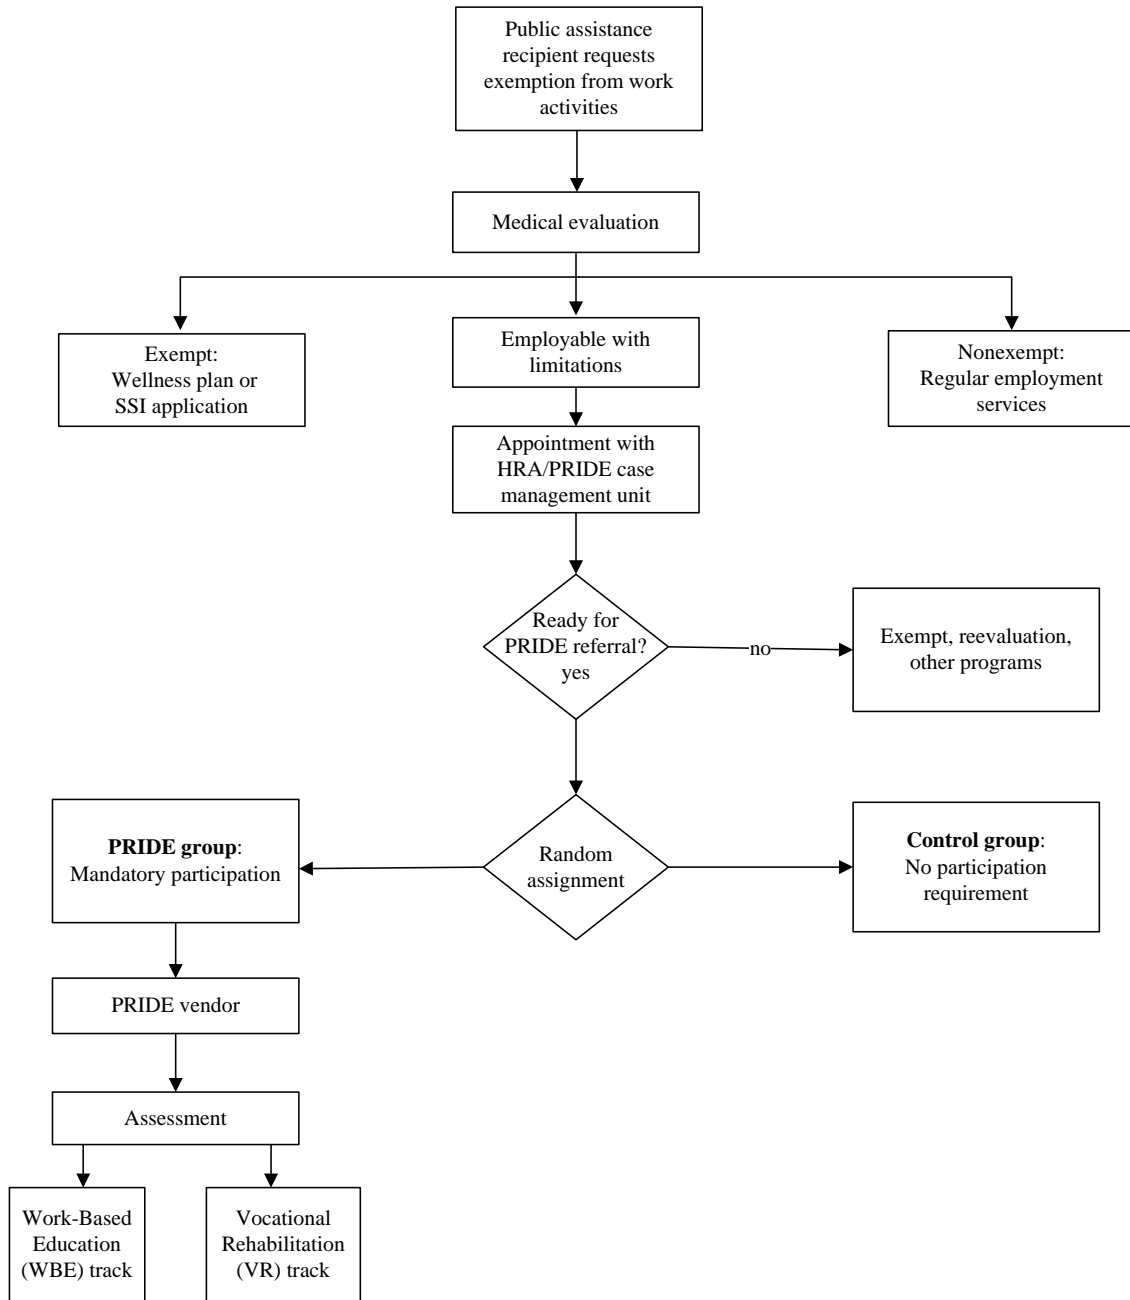 Public assistance
recipient requests
exemption from work
activities
Medical evaluation
Exempt:
Wellness plan or
SSI application
Employable with
limitations
Nonexempt:
Regular employment
services
Appointment with
HRA/PRIDE case
management unit
Ready for
PRIDE referral?
yes
no
Exempt, reevaluation,
other programs
PRIDE group:
Mandatory participation
Random
assignment
Control group:
No participation
requirement
PRIDE vendor
Assessment
Work-Based
Education
(WBE) track
Vocational
Rehabilitation
(VR) track